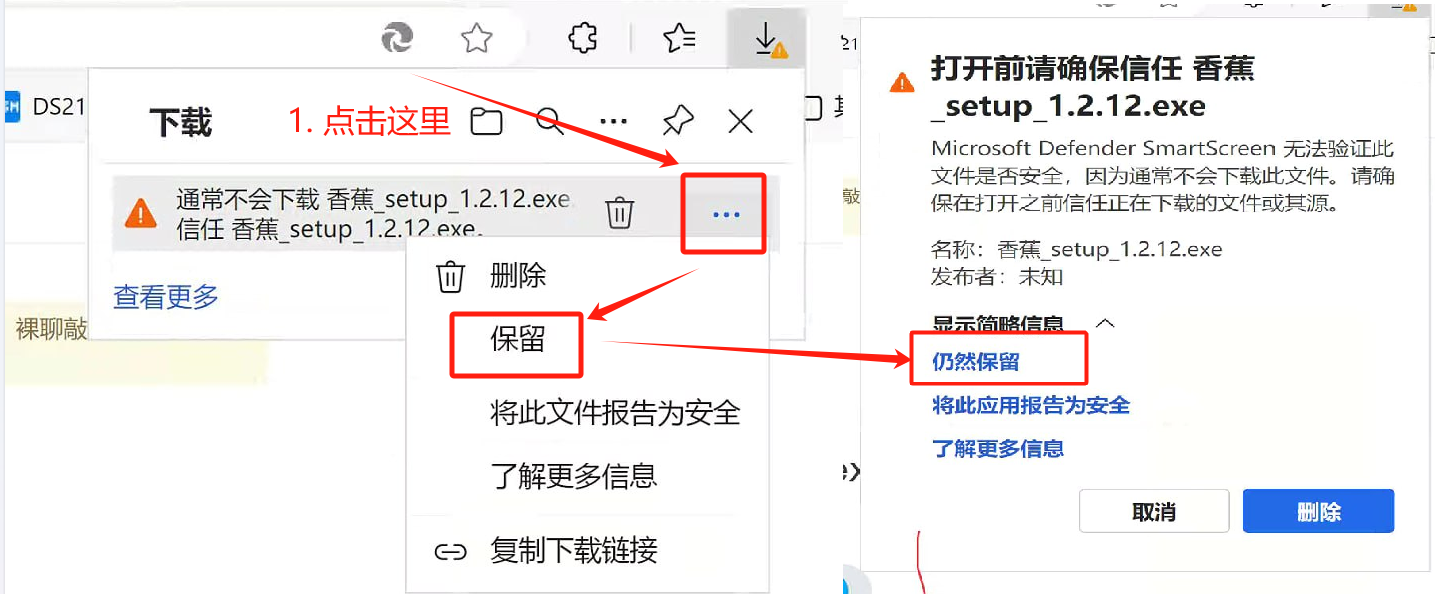 DS21
下载
1. 点击这里
通常不会下载 香蕉_setup_1.2.12.exe.
信任 香蕉_setup_1.2.12.exe。
查看更多
裸聊敲
删除
保留
将此文件报告为安全
了解更多信息
复制下载链接
21
其
敲
打开前请确保信任 香蕉
_setup_1.2.12.exe
Microsoft Defender SmartScreen 无法验证此
文件是否安全，因为通常不会下载此文件。请确
保在打开之前信任正在下载的文件或其源。
名称：香蕉_setup_1.2.12.exe
发布者：未知
显示简略信息
仍然保留
将此应用报告为安全
了解更多信息
取消
删除